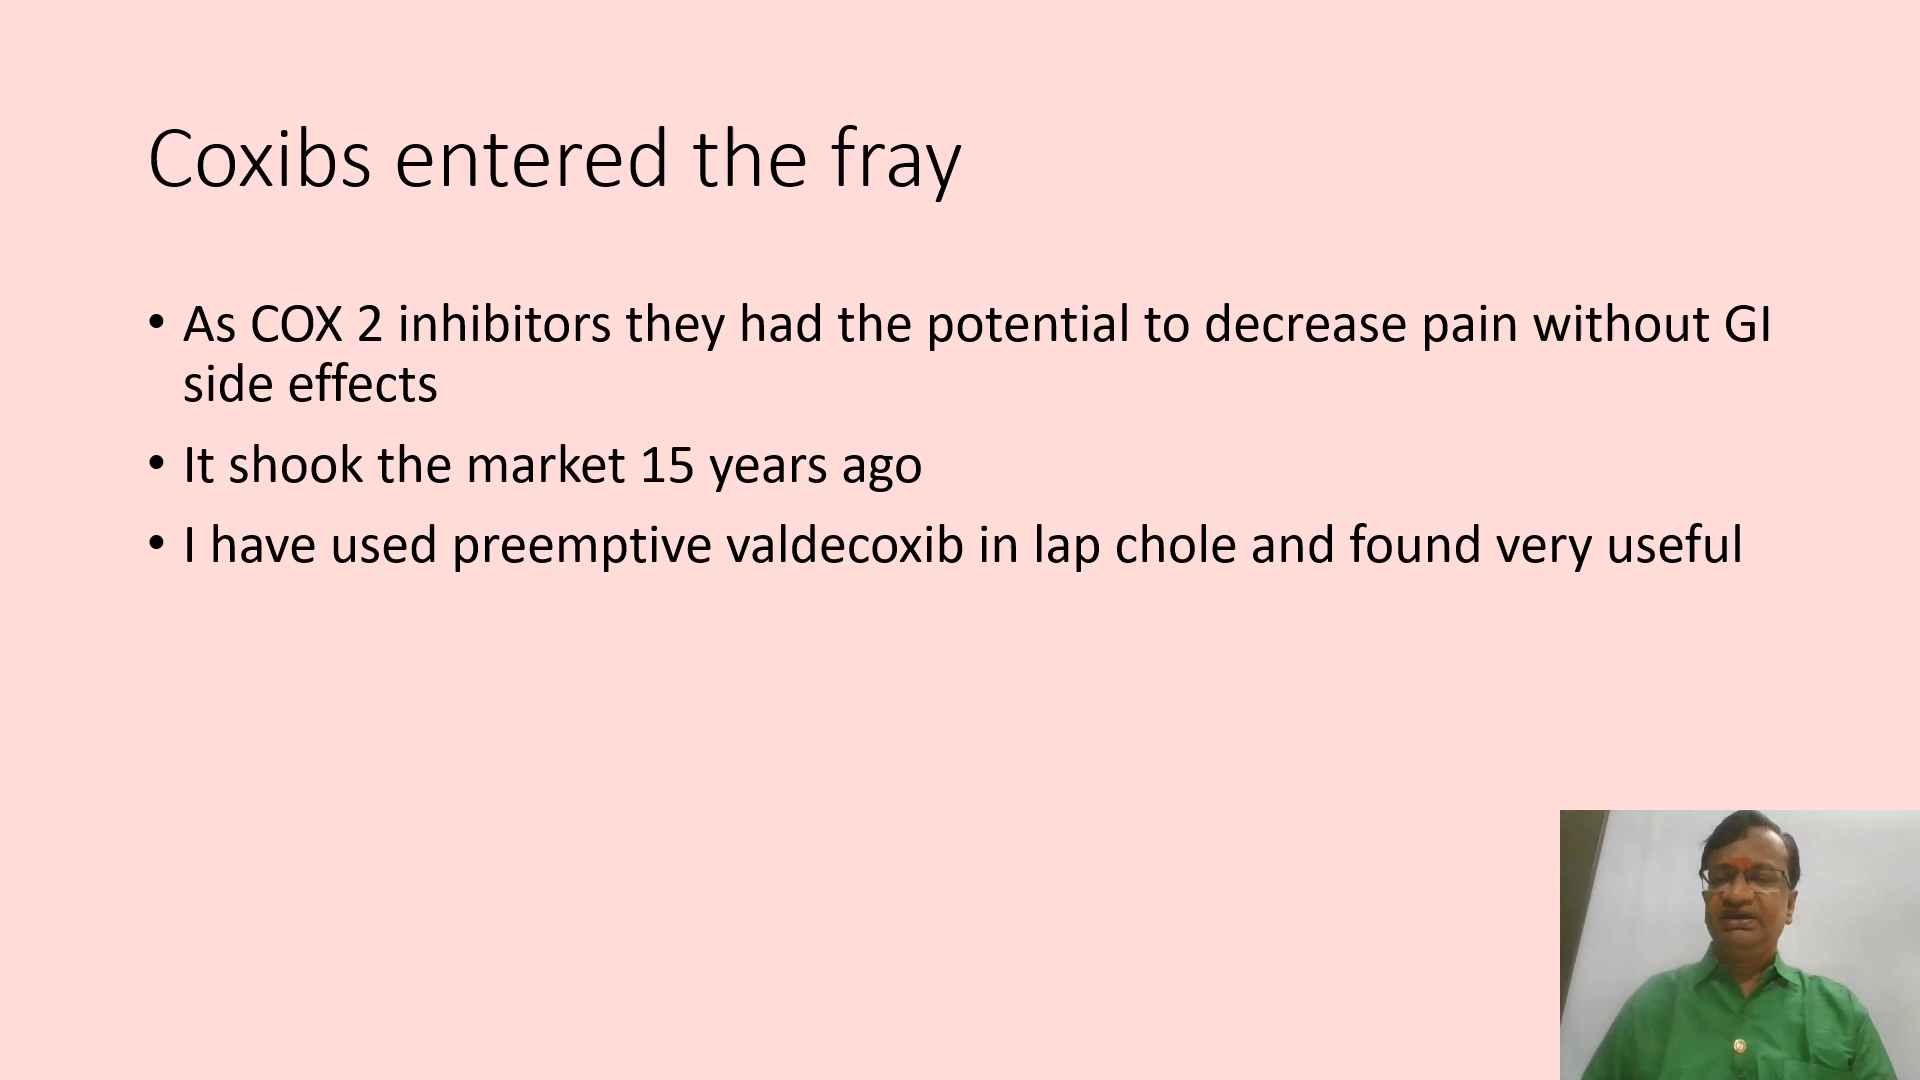 Coxibs entered the fray
• As COX 2 inhibitors they had the potential to decrease pain without GI
side effects
• It shook the market 15 years ago
• I have used preemptive valdecoxib in lap chole and found very useful